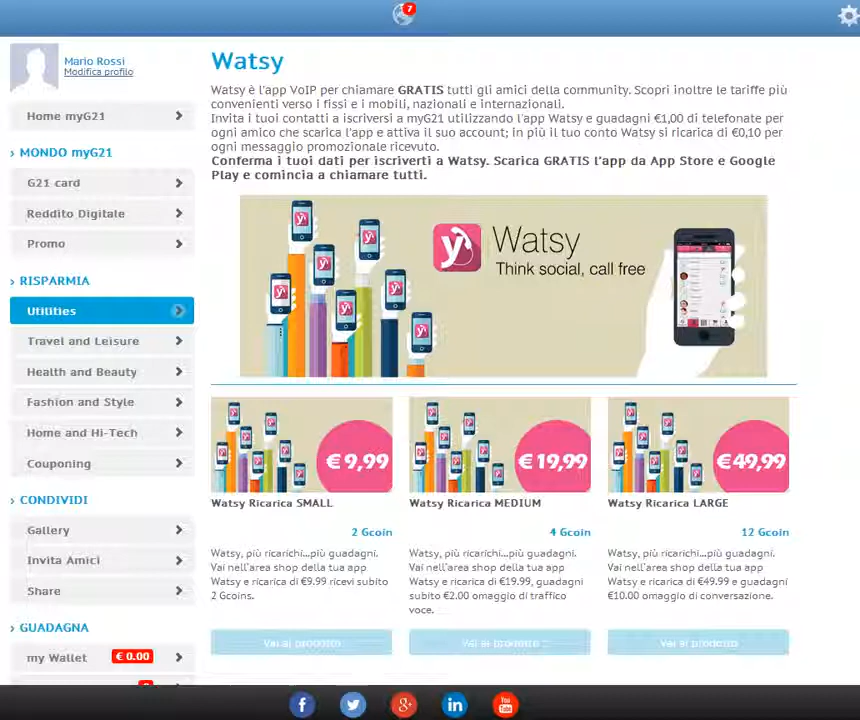 7
Mario Rossi
Modifica profilo
Home myG21
› MONDO myG21
G21 card
Reddito Digitale
Promo
› RISPARMIA
Utilities
Travel and Leisure
Health and Beauty
Fashion and Style
Home and Hi-Tech
Couponing
› CONDIVIDI
Gallery
Invita Amici
Share
› GUADAGNA
my Wallet € 0.00
Watsy
Watsy è l'app VoIP per chiamare GRATIS tutti gli amici della community. Scopri inoltre le tariffe più
convenienti verso i fissi e i mobili, nazionali e internazionali.
Invita i tuoi contatti a iscriversi a myG21 utilizzando l'app Watsy e guadagni €1,00 di telefonate per
ogni amico che scarica l'app e attiva il suo account; in più il tuo conto Watsy si ricarica di €0,10 per
ogni messaggio promozionale ricevuto.
Conferma i tuoi dati per iscriverti a Watsy. Scarica GRATIS l'app da App Store e Google
Play e comincia a chiamare tutti.
Watsy
Think social, call free
€ 9,99
Watsy Ricarica SMALL
2 Gcoin
Watsy, più ricarichi...più guadagni.
Vai nell'area shop della tua app
Watsy e ricarica di €9.99 ricevi subito
2 Gcoins.
Vai al prodotto
€ 19,99
Watsy Ricarica MEDIUM
4 Gcoin
Watsy, più ricarichi...più guadagni.
Vai nell'area shop della tua app
Watsy e ricarica di €19.99, guadagni
subito €2.00 omaggio di traffico
voce.
Vai al prodotto
€ 49,99
Watsy Ricarica LARGE
12 Gcoin
Watsy, più ricarichi...più guadagni.
Vai nell'area shop della tua app
Watsy e ricarica di €49.99 e guadagni
€10.00 omaggio di conversazione.
Vai al prodotto
You
Tube